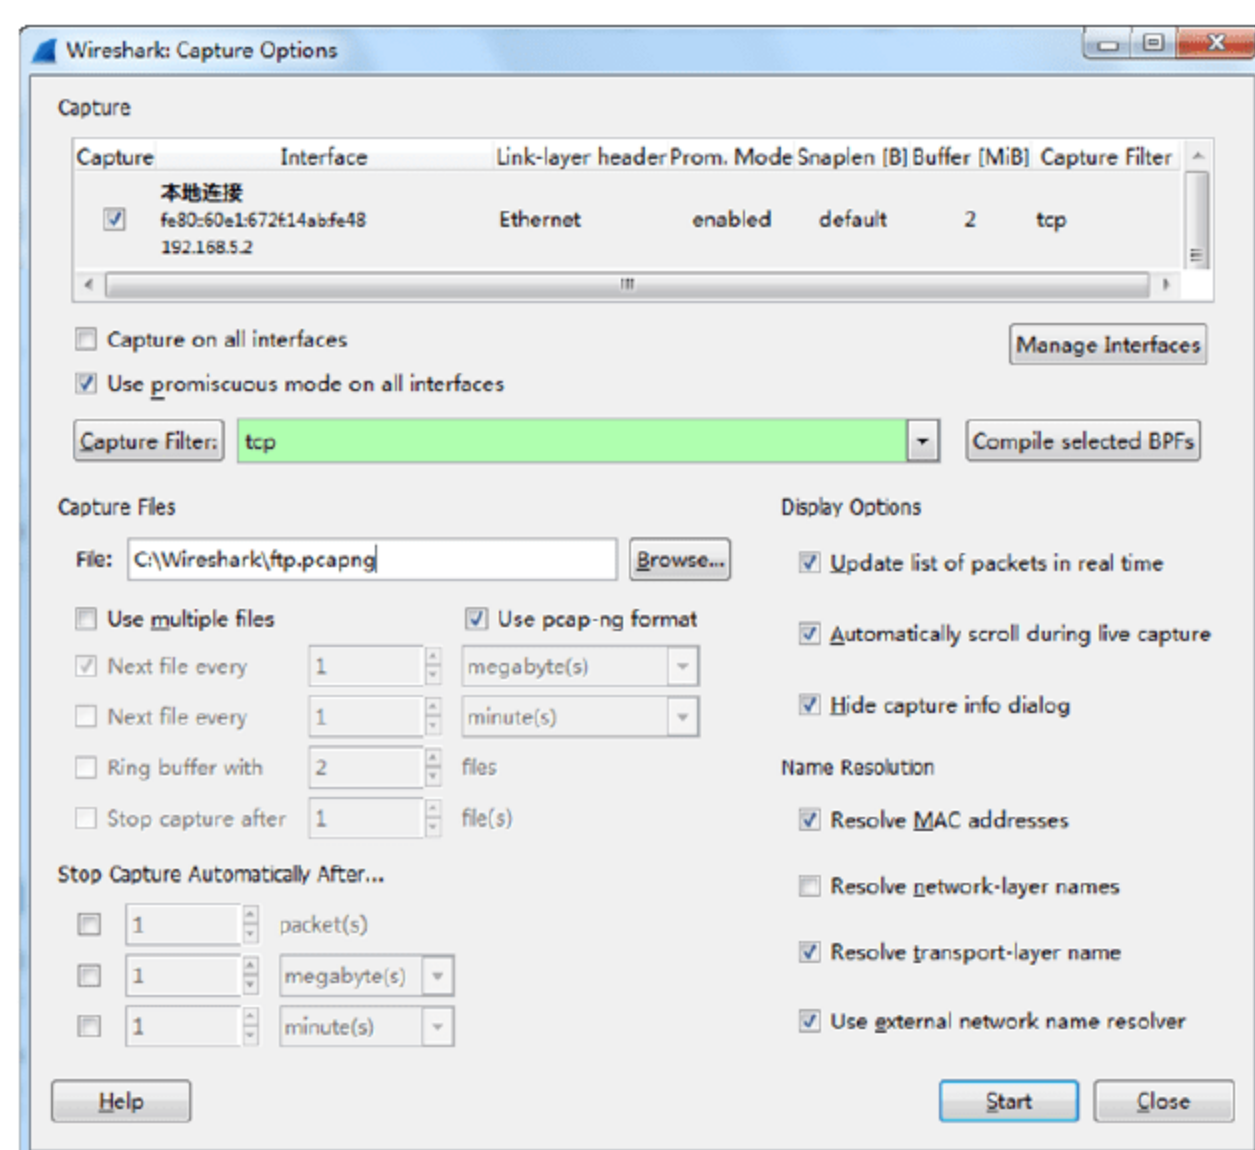 Wireshark: Capture Options
Capture
Capture Interface Link-layer header Prom. Mode Snaplen [B] Buffer [MiB] Capture Filter
本地连接
fe80::60e1:672f:14ab:fe48 Ethernet enabled default 2 tcp
192.168.5.2
Capture on all interfaces
Manage Interfaces
Use promiscuous mode on all interfaces
Capture Filter: tcp Compile selected BPFs
Capture Files
File: C:\Wireshark\ftp.pcapng Browse...
Use multiple files Use pcap-ng format
Next file every 1 megabyte(s)
Next file every 1 minute(s)
Ring buffer with 2 files
Stop capture after 1 file(s)
Stop Capture Automatically After...
1 packet(s)
1 megabyte(s)
1 minute(s)
Display Options
Update list of packets in real time
Automatically scroll during live capture
Hide capture info dialog
Name Resolution
Resolve MAC addresses
Resolve network-layer names
Resolve transport-layer name
Use external network name resolver
Help Start Close